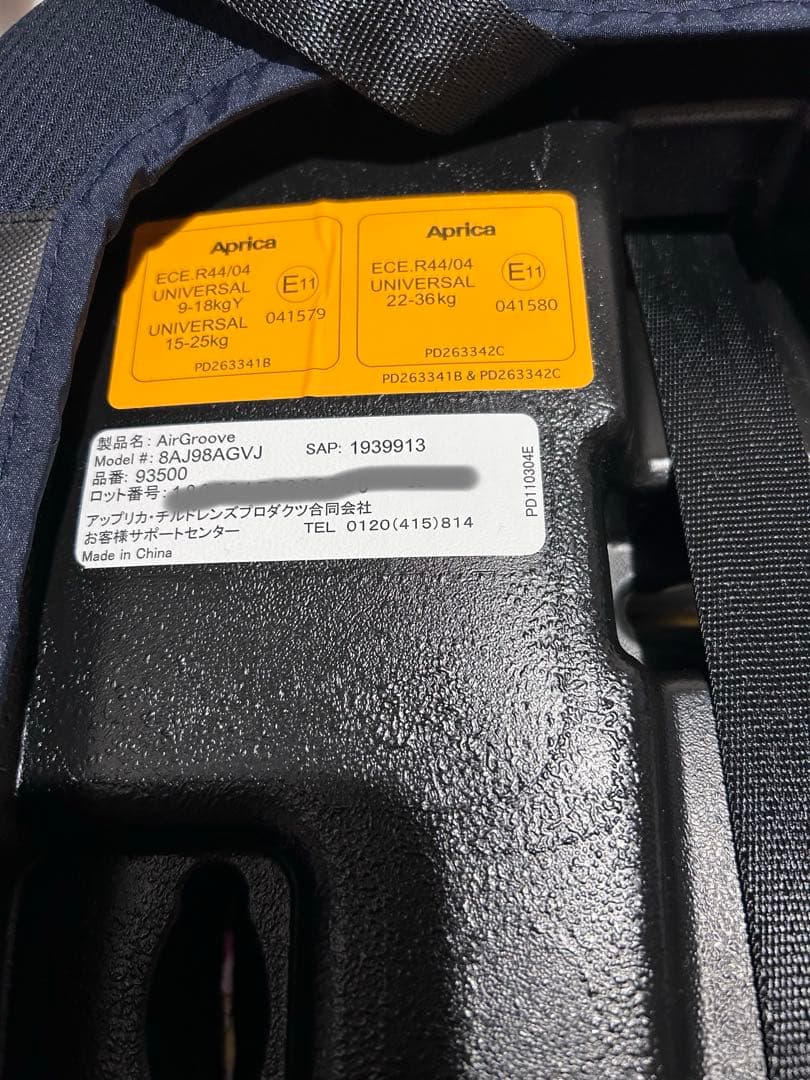 Aprica
ECE.R44/04
UNIVERSAL
9-18kgY
UNIVERSAL
15-25kg
E11
041579
PD263341B
Aprica
ECE.R44/04
UNIVERSAL
22-36kg
E11
041580
PD263342C
PD263341B & PD263342C
製品名: AirGroove
Model #: 8AJ98AGVJ SAP: 1939913
品番: 93500
ロット番号:
アップリカ・チルドレンズプロダクツ合同会社
お客様サポートセンター TEL 0120(415)814
Made in China
PD110304E